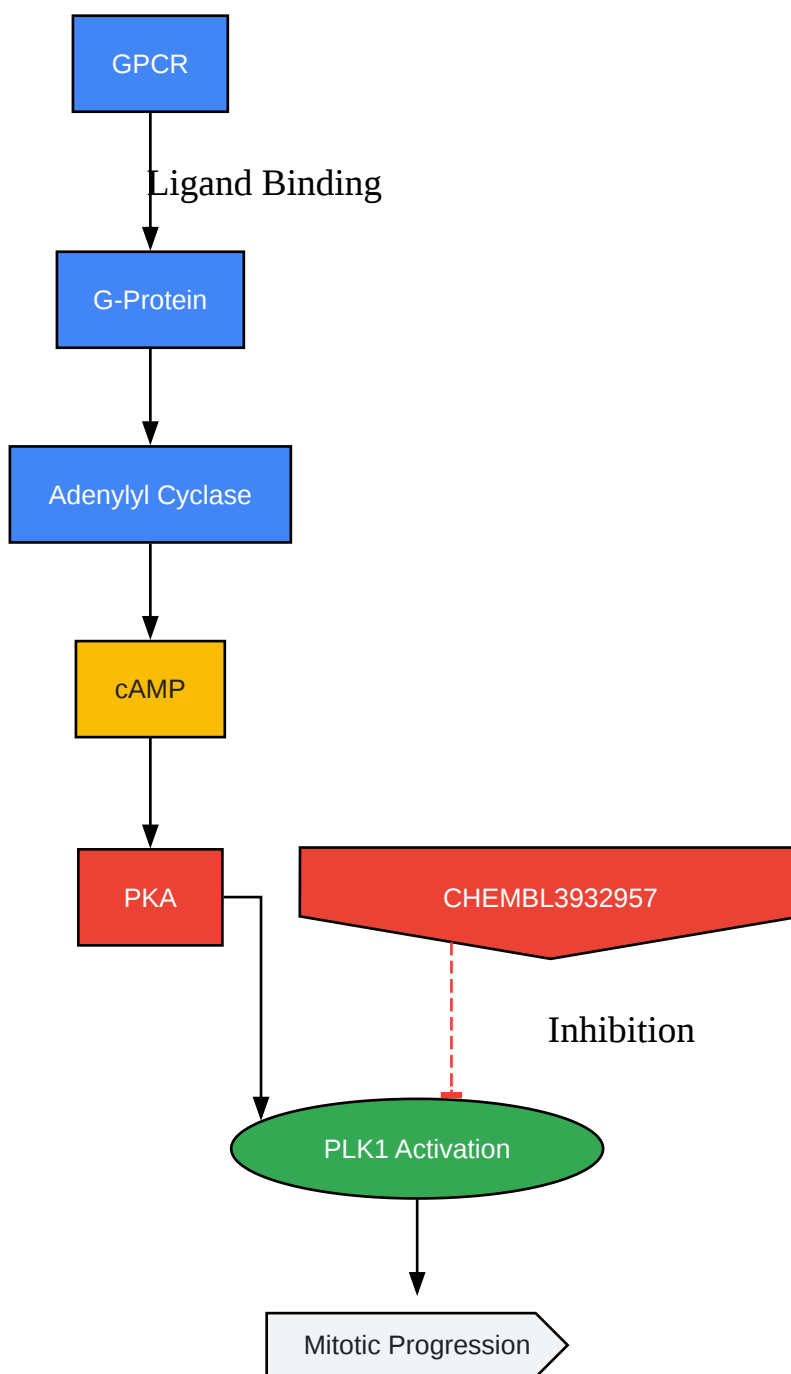 GPCR
Ligand Binding
G-Protein
Adenylyl Cyclase
cAMP
PKA
CHEMBL3932957
Inhibition
PLK1 Activation
Mitotic Progression